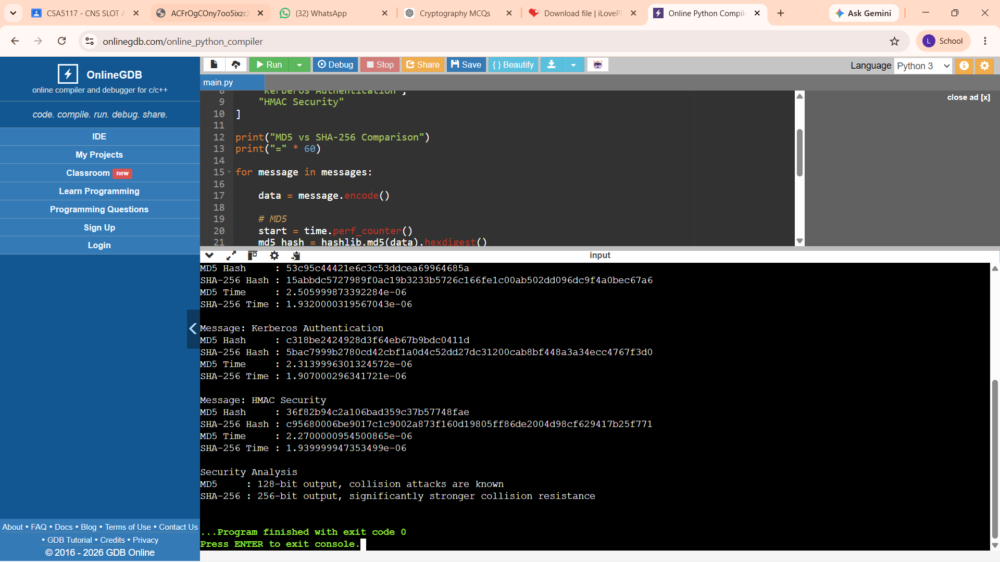 CSA5117 - CNS SLOT A
ACFrOgCOny7oo5ixzc
(32) WhatsApp
Cryptography MCQs
Download file | iLoveP
Online Python Compile
Ask Gemini
onlinegdb.com/online_python_compiler
L School
OnlineGDB
online compiler and debugger for c/c++
code. compile. run. debug. share.
IDE
My Projects
Classroom new
Learn Programming
Programming Questions
Sign Up
Login
About • FAQ • Docs • Blog • Terms of Use • Contact Us
• GDB Tutorial • Credits • Privacy
© 2016 - 2026 GDB Online
Run Debug Stop Share Save { } Beautify
Language Python 3
main.py
close ad [x]
8 "Kerberos Authentication",
9 "HMAC Security"
10 ]
11
12 print("MD5 vs SHA-256 Comparison")
13 print("=" * 60)
14
15 for message in messages:
16
17 data = message.encode()
18
19 # MD5
20 start = time.perf_counter()
21 md5_hash = hashlib.md5(data).hexdigest()
input
MD5 Hash : 53c95c44421e6c3c53ddcea69964685a
SHA-256 Hash : 15abbdc5727989f0ac19b3233b5726c166fe1c00ab502dd096dc9f4a0bec67a6
MD5 Time : 2.505999873392284e-06
SHA-256 Time : 1.9320000319567043e-06
Message: Kerberos Authentication
MD5 Hash : c318be2424928d3f64eb67b9bdc0411d
SHA-256 Hash : 5bac7999b2780cd42cbf1a0d4c52dd27dc31200cab8bf448a3a34ecc4767f3d0
MD5 Time : 2.3139996301324572e-06
SHA-256 Time : 1.907000296341721e-06
Message: HMAC Security
MD5 Hash : 36f82b94c2a106bad359c37b57748fae
SHA-256 Hash : c95680006be9017c1c9002a873f160d19805ff86de2004d98cf629417b25f771
MD5 Time : 2.2700000954500865e-06
SHA-256 Time : 1.939999947353499e-06
Security Analysis
MD5 : 128-bit output, collision attacks are known
SHA-256 : 256-bit output, significantly stronger collision resistance
...Program finished with exit code 0
Press ENTER to exit console.